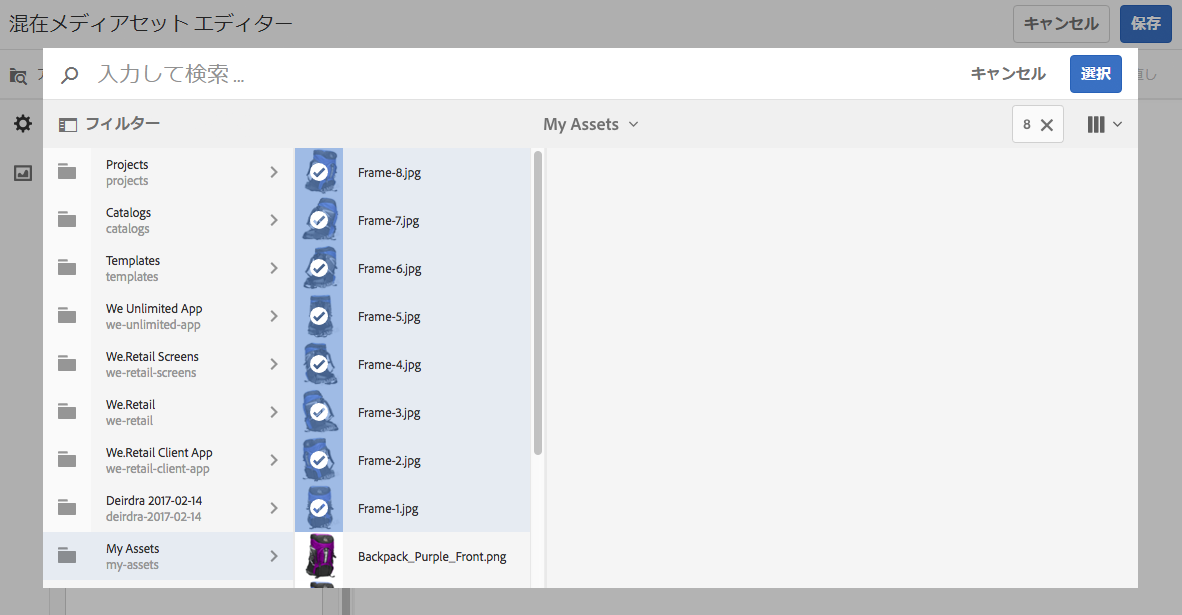 混在メディアセット エディター
キャンセル
保存
入力して検索 ...
キャンセル
選択
直し
フィルター
My Assets
8
Projects
projects
Catalogs
catalogs
Templates
templates
We Unlimited App
we-unlimited-app
We.Retail Screens
we-retail-screens
We.Retail
we-retail
We.Retail Client App
we-retail-client-app
Deirdra 2017-02-14
deirdra-2017-02-14
My Assets
my-assets
Frame-8.jpg
Frame-7.jpg
Frame-6.jpg
Frame-5.jpg
Frame-4.jpg
Frame-3.jpg
Frame-2.jpg
Frame-1.jpg
Backpack_Purple_Front.png